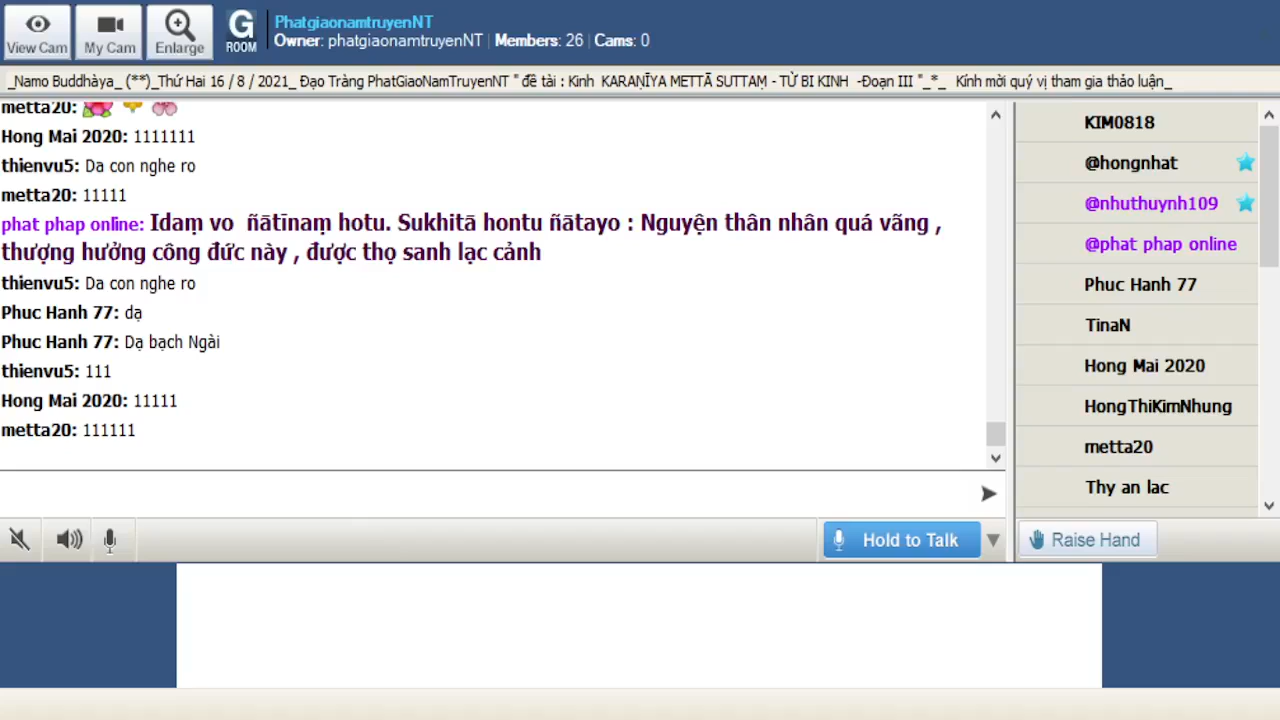 View Cam
My Cam
Enlarge
G
ROOM
PhatgiaonamtruyenNT
Owner: phatgiaonamtruyenNT | Members: 26 | Cams: 0
_Namo Buddhàya_ (**)_Thứ Hai 16 / 8 / 2021_ Đạo Tràng PhatGiaoNamTruyenNT " đề tài : Kinh KARAṆĪYA METTĀ SUTTAṂ - TỪ BI KINH -Đoạn III "_*_ Kính mời quý vị tham gia thảo luận_
metta20:
Hong Mai 2020: 1111111
thienvu5: Da con nghe ro
metta20: 11111
phat phap online: Idaṃ vo ñātīnaṃ hotu. Sukhitā hontu ñātayo : Nguyện thân nhân quá vãng ,
thượng hưởng công đức này , được thọ sanh lạc cảnh
thienvu5: Da con nghe ro
Phuc Hanh 77: dạ
Phuc Hanh 77: Dạ bạch Ngài
thienvu5: 111
Hong Mai 2020: 11111
metta20: 111111
KIM0818
@hongnhat
@nhuthuynh109
@phat phap online
Phuc Hanh 77
TinaN
Hong Mai 2020
HongThiKimNhung
metta20
Thy an lac
Hold to Talk
Raise Hand